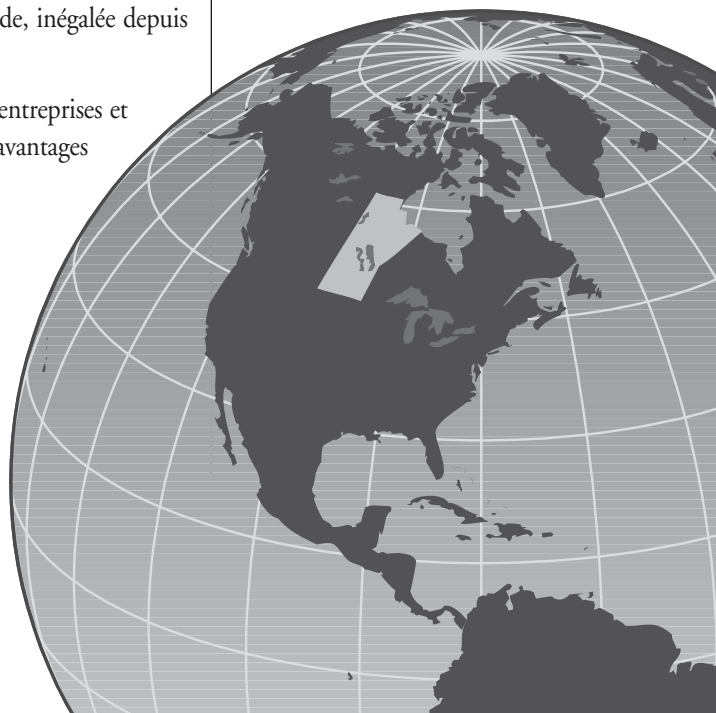 de, inégalée depuis
entreprises et
avantages